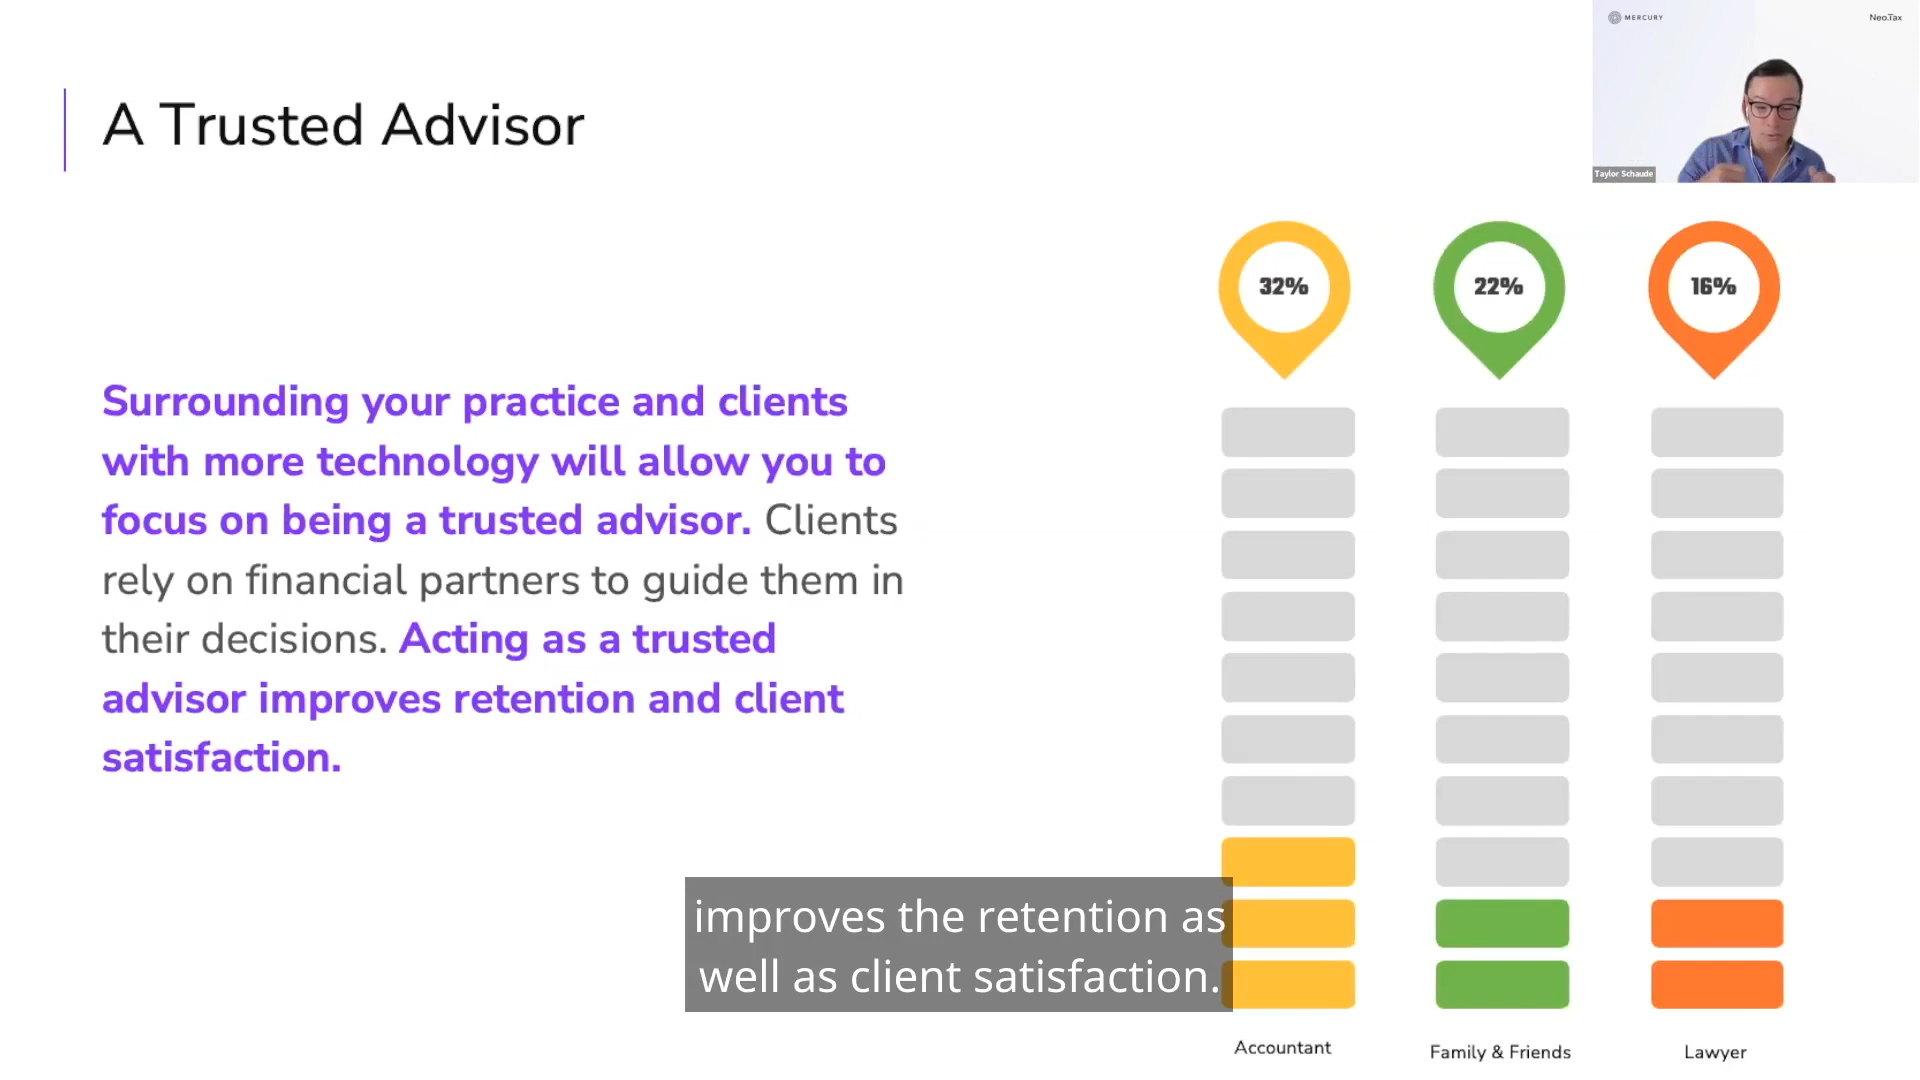 MERCURY
Neo.Tax
Taylor Schaude
A Trusted Advisor
32%
22%
16%
Surrounding your practice and clients
with more technology will allow you to
focus on being a trusted advisor. Clients
rely on financial partners to guide them in
their decisions. Acting as a trusted
advisor improves retention and client
satisfaction.
improves the retention as
well as client satisfaction.
Accountant
Family & Friends
Lawyer